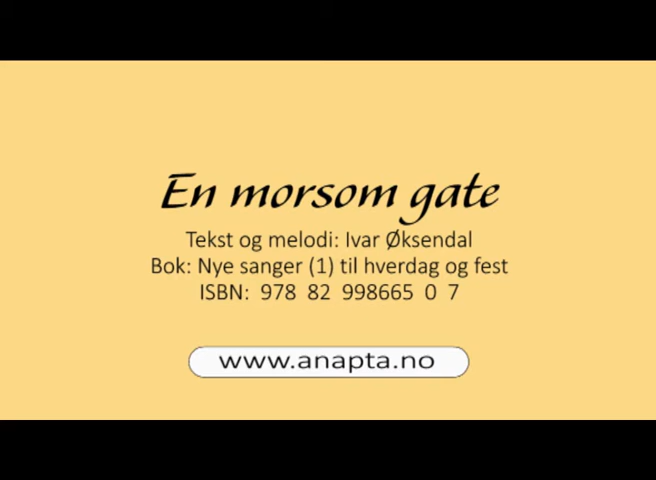 En morsom gate
Tekst og melodi: Ivar Øksendal
Bok: Nye sanger (1) til hverdag og fest
ISBN: 978 82 998665 0 7
www.anapta.no